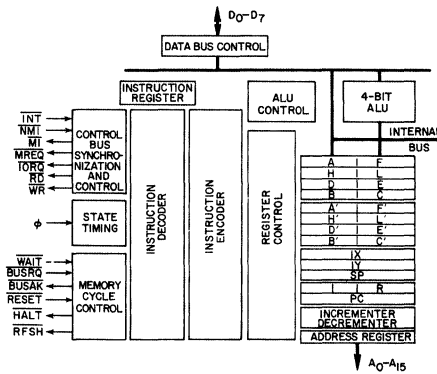 D0–D7
DATA BUS CONTROL
INSTRUCTION REGISTER
ALU CONTROL
4-BIT ALU
INTERNAL BUS
INT
NMI
MI
MREQ
IORQ
RD
WR
CONTROL BUS SYNCHRO-NIZATION AND CONTROL
ϕ
STATE TIMING
WAIT
BUSRQ
BUSAK
RESET
HALT
RFSH
MEMORY CYCLE CONTROL
INSTRUCTION DECODER
INSTRUCTION ENCODER
REGISTER CONTROL
A F
H L
D E
B C
A' F'
H' L'
D' E'
B' C'
IX
IY
SP
I R
PC
INCREMENTER DECREMENTER
ADDRESS REGISTER
A0–A15